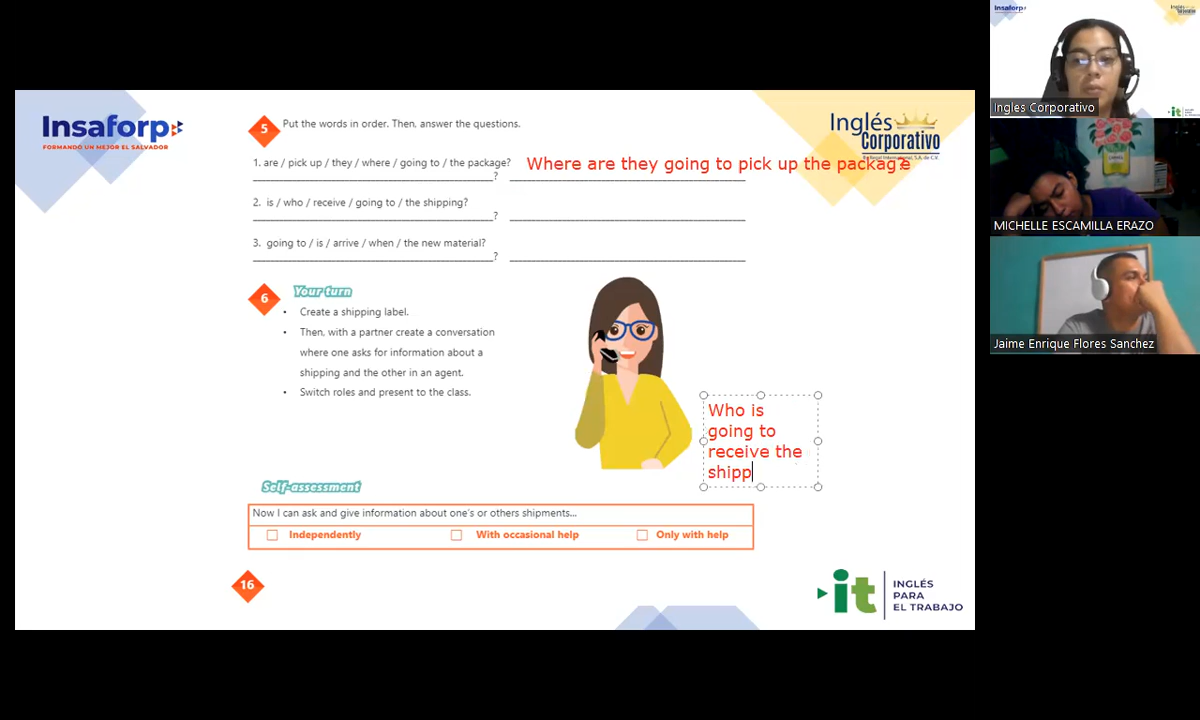 Insaforp
FORMANDO UN MEJOR EL SALVADOR
5 Put the words in order. Then, answer the questions.
Inglés
Corporativo
1. are / pick up / they / where / going to / the package?
Where are they going to pick up the package
_?
2. is / who / receive / going to / the shipping?
_?
3. going to / is / arrive / when / the new material?
_?
6 Your turn
• Create a shipping label.
• Then, with a partner create a conversation
where one asks for information about a
shipping and the other in an agent.
• Switch roles and present to the class.
Who is
going to
receive the
shipp
Self-assessment
Now I can ask and give information about one's or others shipments...
Independently
With occasional help
Only with help
16
it
INGLÉS
PARA
EL TRABAJO
Insaforp
Ingles Corporativo
MICHELLE ESCAMILLA ERAZO
Jaime Enrique Flores Sanchez